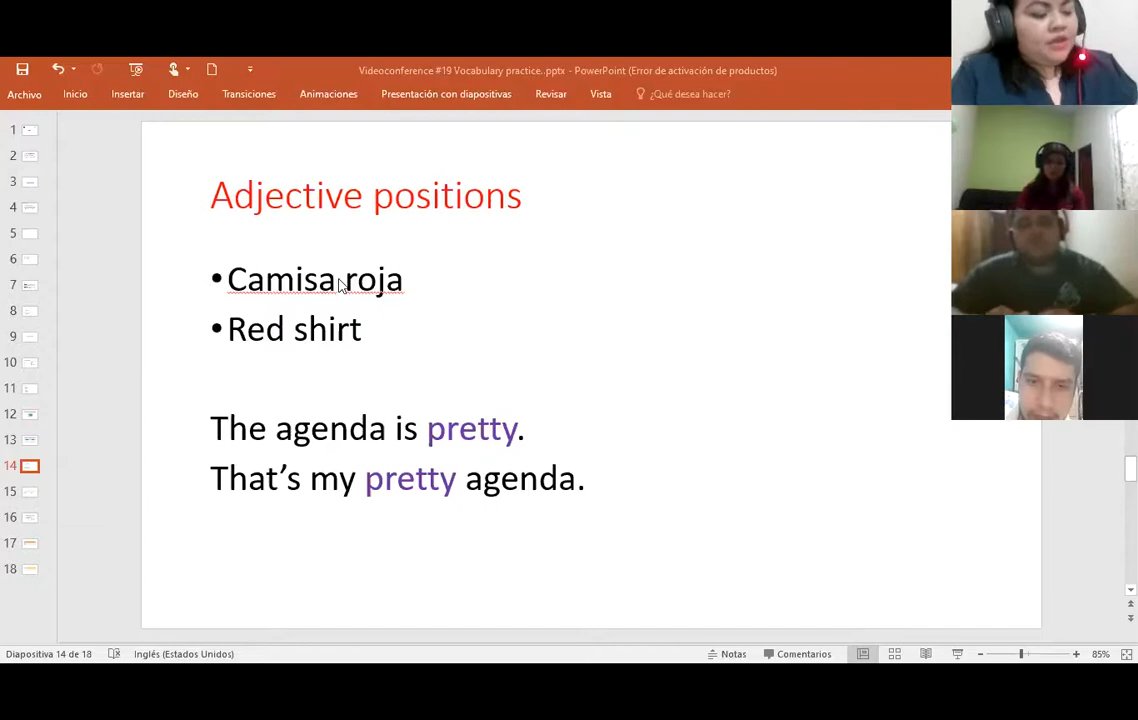 Videoconference #19 Vocabulary practice..pptx - PowerPoint (Error de activación de productos)
Archivo Inicio Insertar Diseño Transiciones Animaciones Presentación con diapositivas Revisar Vista ¿Qué desea hacer?
1
2
3
4
5
6
7
8
9
10
11
12
13
14
15
16
17
18
Adjective positions
• Camisa roja
• Red shirt
The agenda is pretty.
That's my pretty agenda.
Diapositiva 14 de 18 Inglés (Estados Unidos) Notas Comentarios 85%